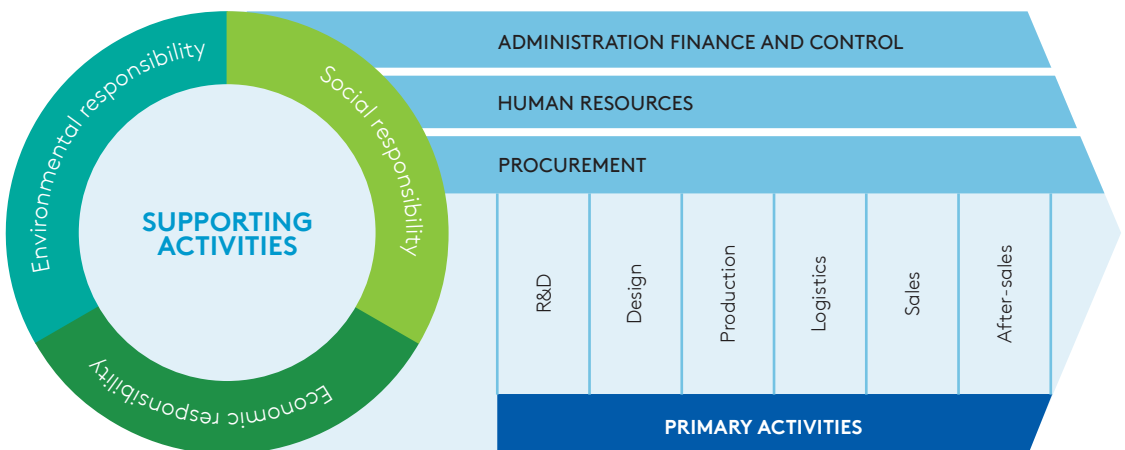 Environmental responsibility
Social responsibility
Economic responsibility
SUPPORTING
ACTIVITIES
ADMINISTRATION FINANCE AND CONTROL
HUMAN RESOURCES
PROCUREMENT
R&D
Design
Production
Logistics
Sales
After-sales
PRIMARY ACTIVITIES